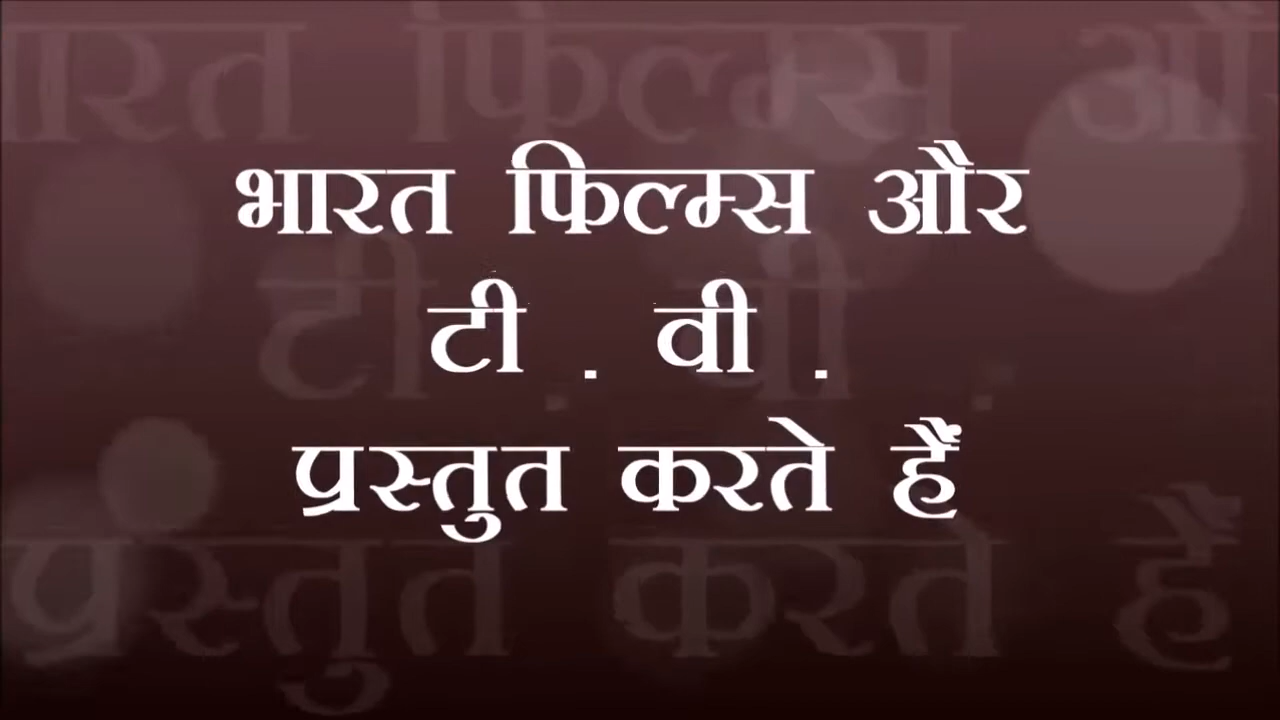 भारत फिल्म्स और
टी . वी .
प्रस्तुत करते हैं